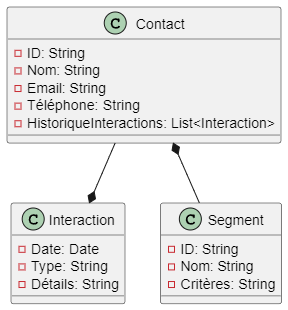 C Contact
ID: String
Nom: String
Email: String
Téléphone: String
HistoriqueInteractions: List<Interaction>
C Interaction
Date: Date
Type: String
Détails: String
C Segment
ID: String
Nom: String
Critères: String